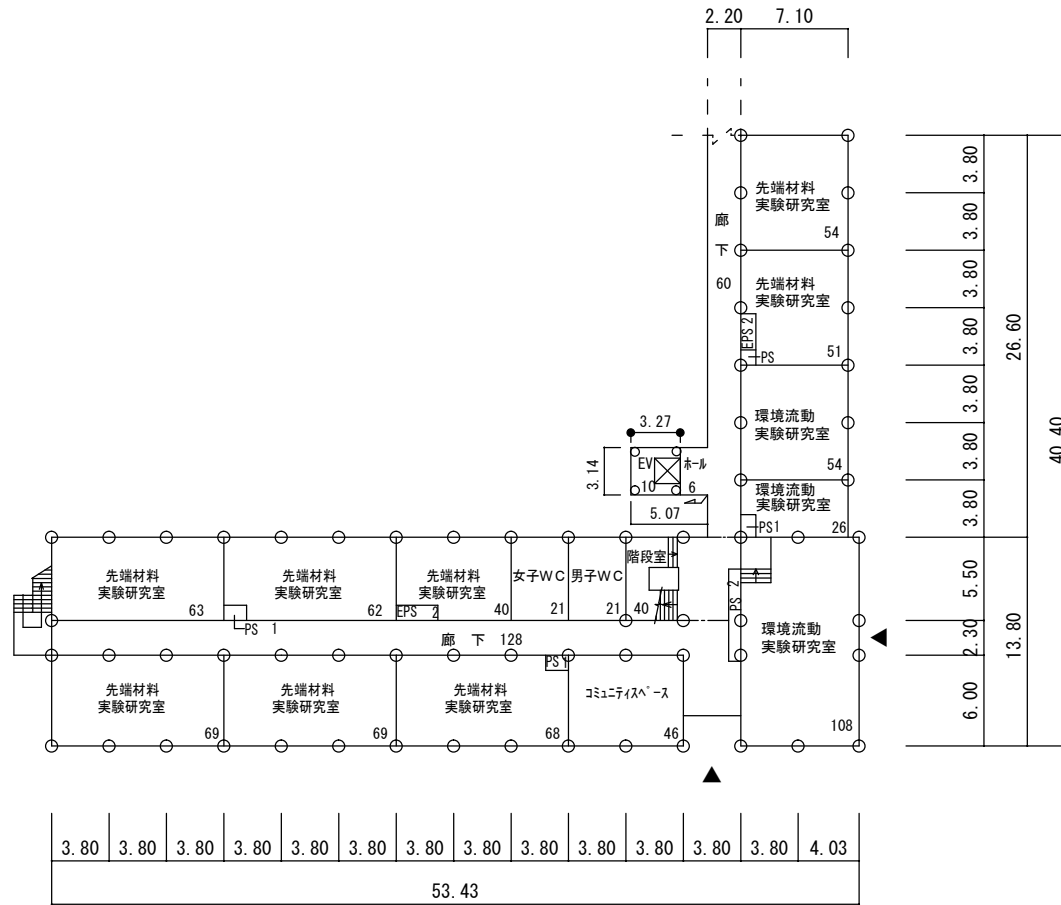 2.20 7.10
先端材料
実験研究室
54
廊
下
60
先端材料
実験研究室
EPS 2
PS
51
環境流動
実験研究室
54
環境流動
実験研究室
PS1
26
3.27
EV
ホール
10
6
3.14
5.07
3.80
3.80
3.80
3.80
3.80
3.80
3.80
26.60
40.40
5.50
2.30
6.00
13.80
先端材料
実験研究室
63
先端材料
実験研究室
62
PS 1
先端材料
実験研究室
40
EPS 2
女子WC
21
男子WC
21
階段室
40
PS 2
環境流動
実験研究室
108
廊 下 128
先端材料
実験研究室
69
先端材料
実験研究室
69
先端材料
実験研究室
68
PS1
コミュニティスペース
46
3.80 3.80 3.80 3.80 3.80 3.80 3.80 3.80 3.80 3.80 3.80 3.80 3.80 4.03
53.43